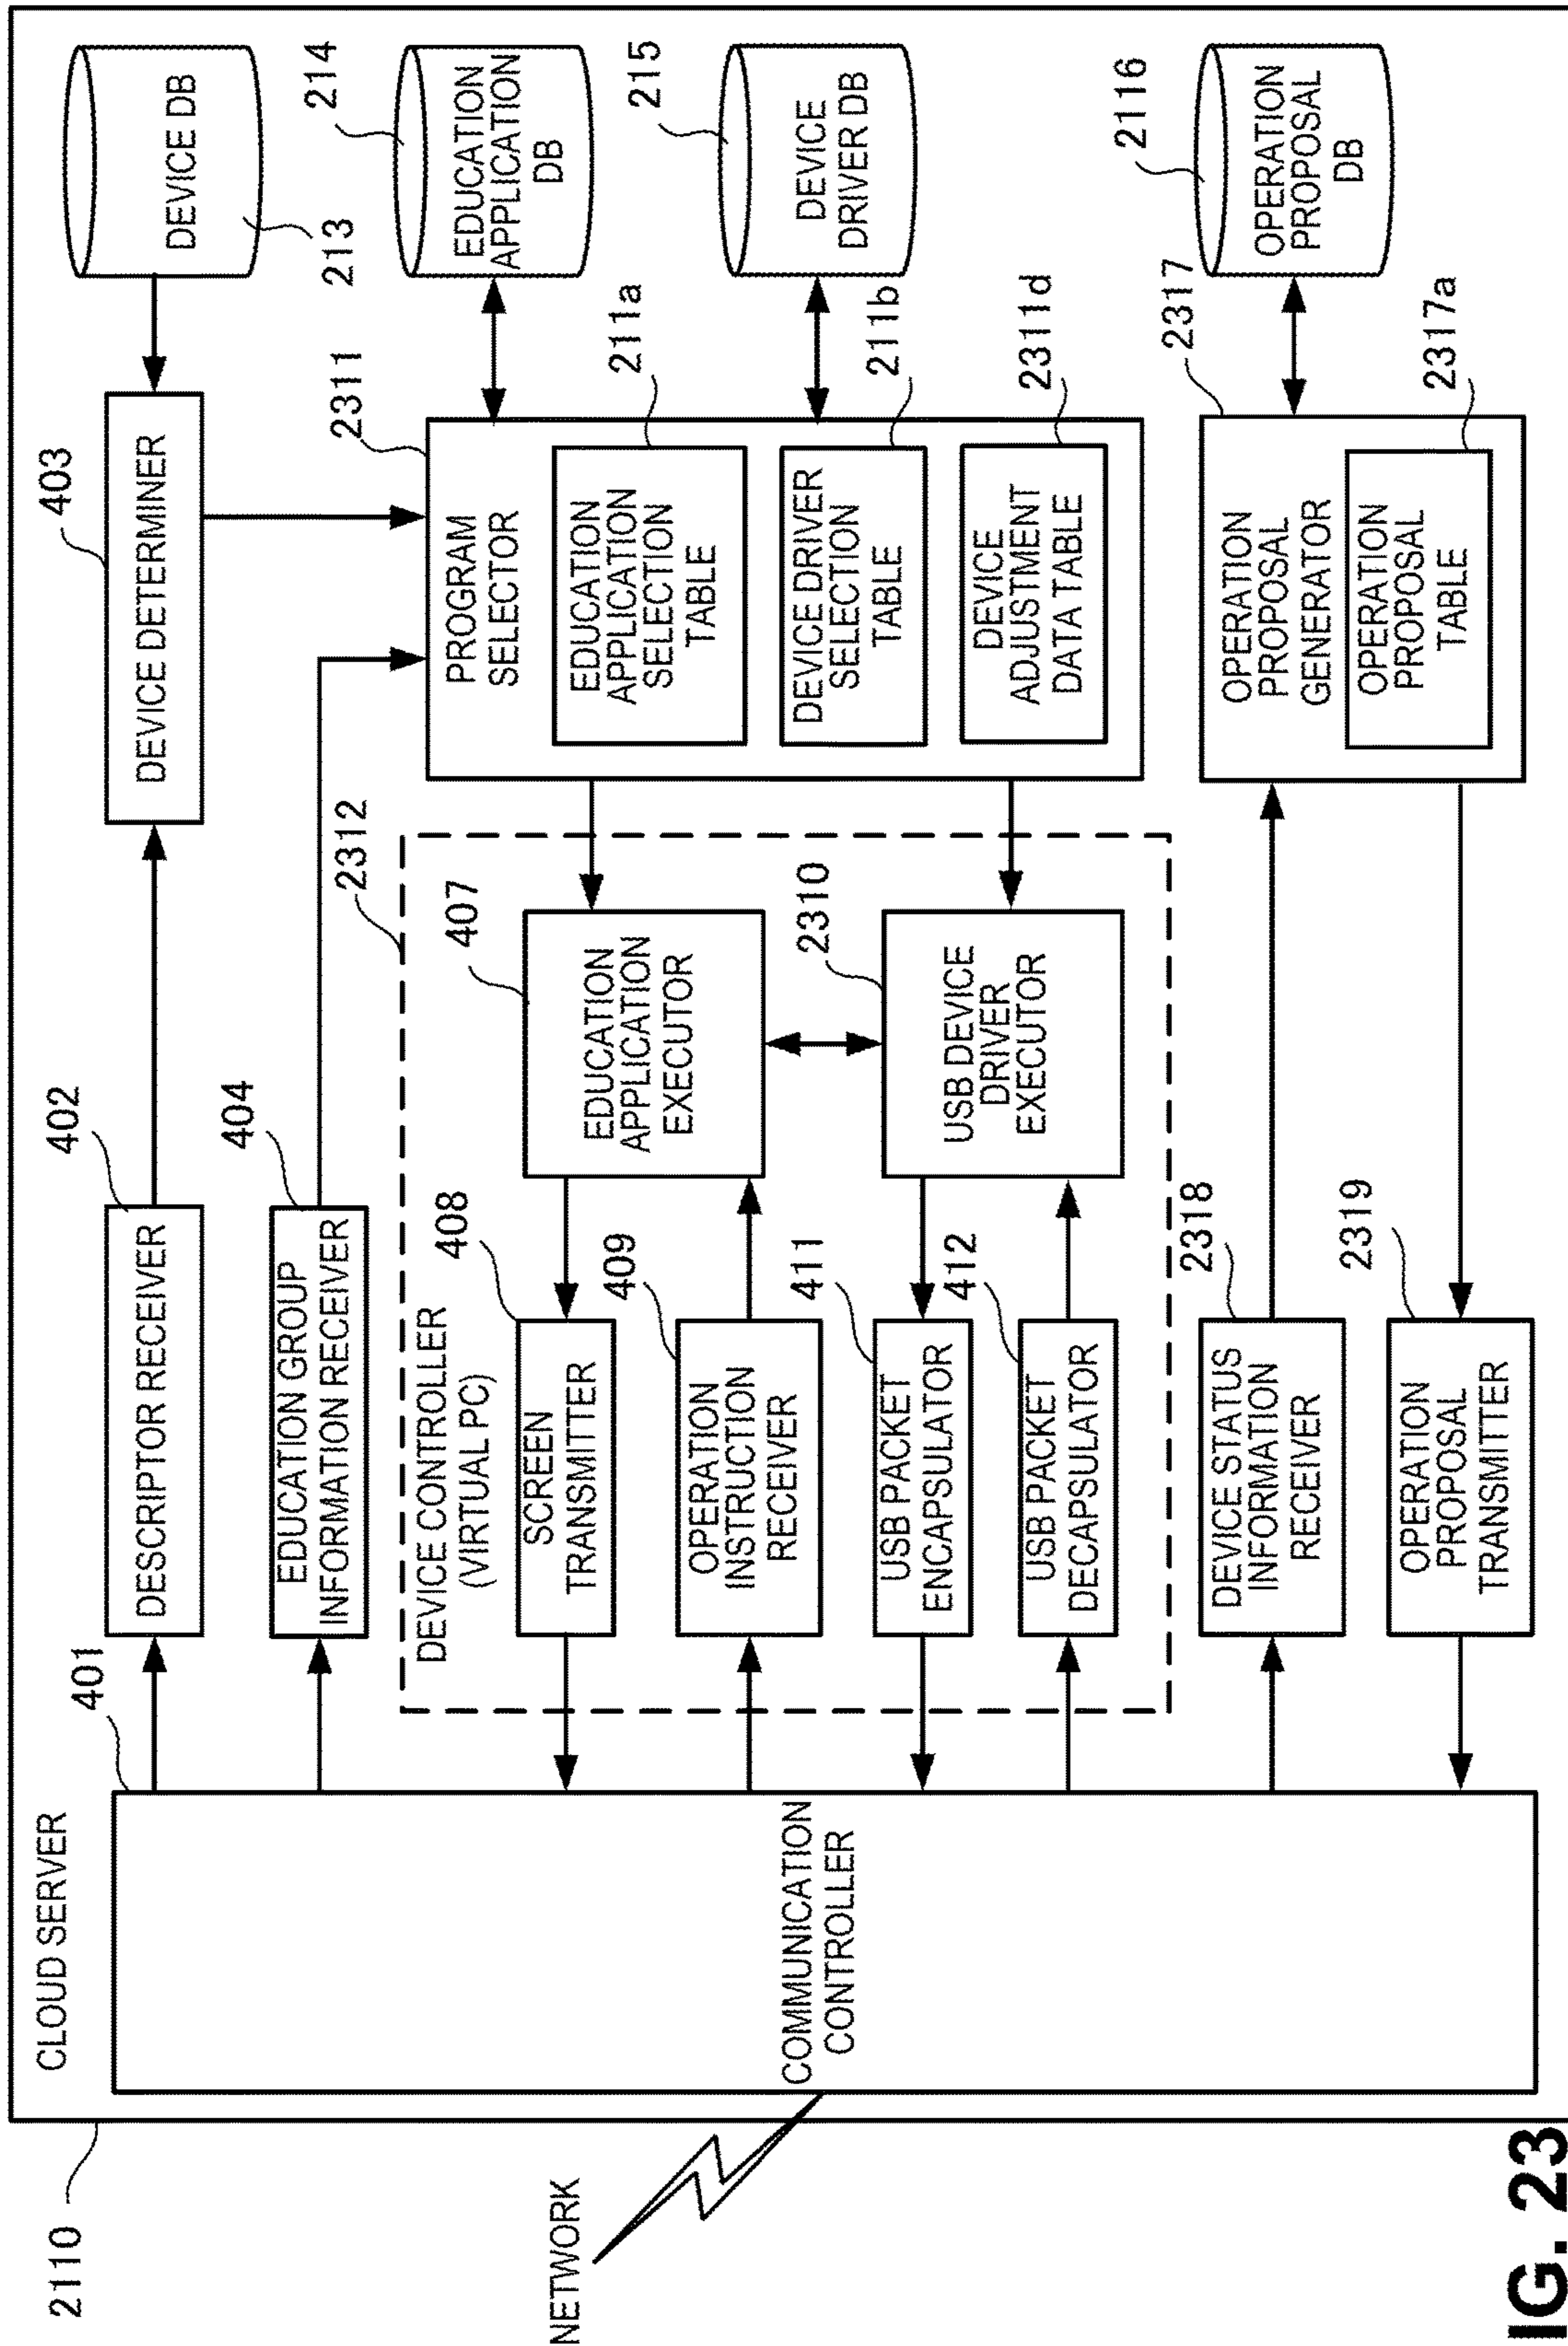 2110
CLOUD SERVER
NETWORK
401
COMMUNICATION
CONTROLLER
402
DESCRIPTOR RECEIVER
403
DEVICE DETERMINER
DEVICE DB
213
404
EDUCATION GROUP
INFORMATION RECEIVER
2312
DEVICE CONTROLLER
(VIRTUAL PC)
408
SCREEN
TRANSMITTER
409
OPERATION
INSTRUCTION
RECEIVER
411
USB PACKET
ENCAPSULATOR
412
USB PACKET
DECAPSULATOR
407
EDUCATION
APPLICATION
EXECUTOR
2310
USB DEVICE
DRIVER
EXECUTOR
2311
PROGRAM
SELECTOR
211a
EDUCATION
APPLICATION
SELECTION
TABLE
211b
DEVICE DRIVER
SELECTION
TABLE
2311d
DEVICE
ADJUSTMENT
DATA TABLE
214
EDUCATION
APPLICATION
DB
215
DEVICE
DRIVER DB
2318
DEVICE STATUS
INFORMATION
RECEIVER
2319
OPERATION
PROPOSAL
TRANSMITTER
2317
OPERATION
PROPOSAL
GENERATOR
2317a
OPERATION
PROPOSAL
TABLE
2116
OPERATION
PROPOSAL
DB
IG. 23